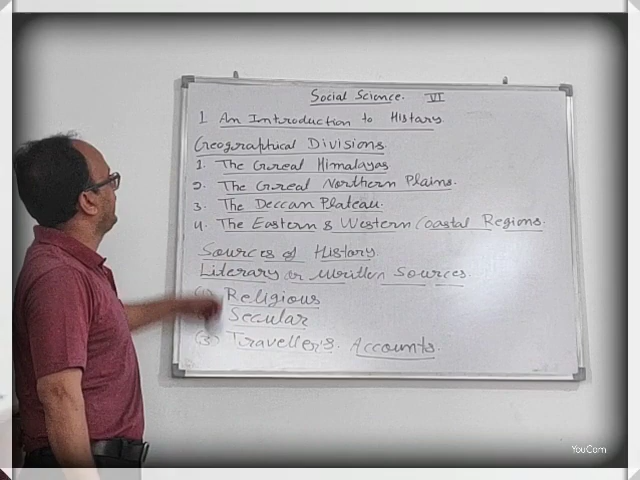 Social Science. VI
1. An Introduction to History.
Geographical Divisions.
1. The Great Himalayas
2. The Great Northern Plains.
3. The Deccan Plateau.
4. The Eastern & Western Coastal Regions.
Sources of History
Literary or Written Sources.
Religious
Secular
(3) Traveller's. Accounts.
YouCam